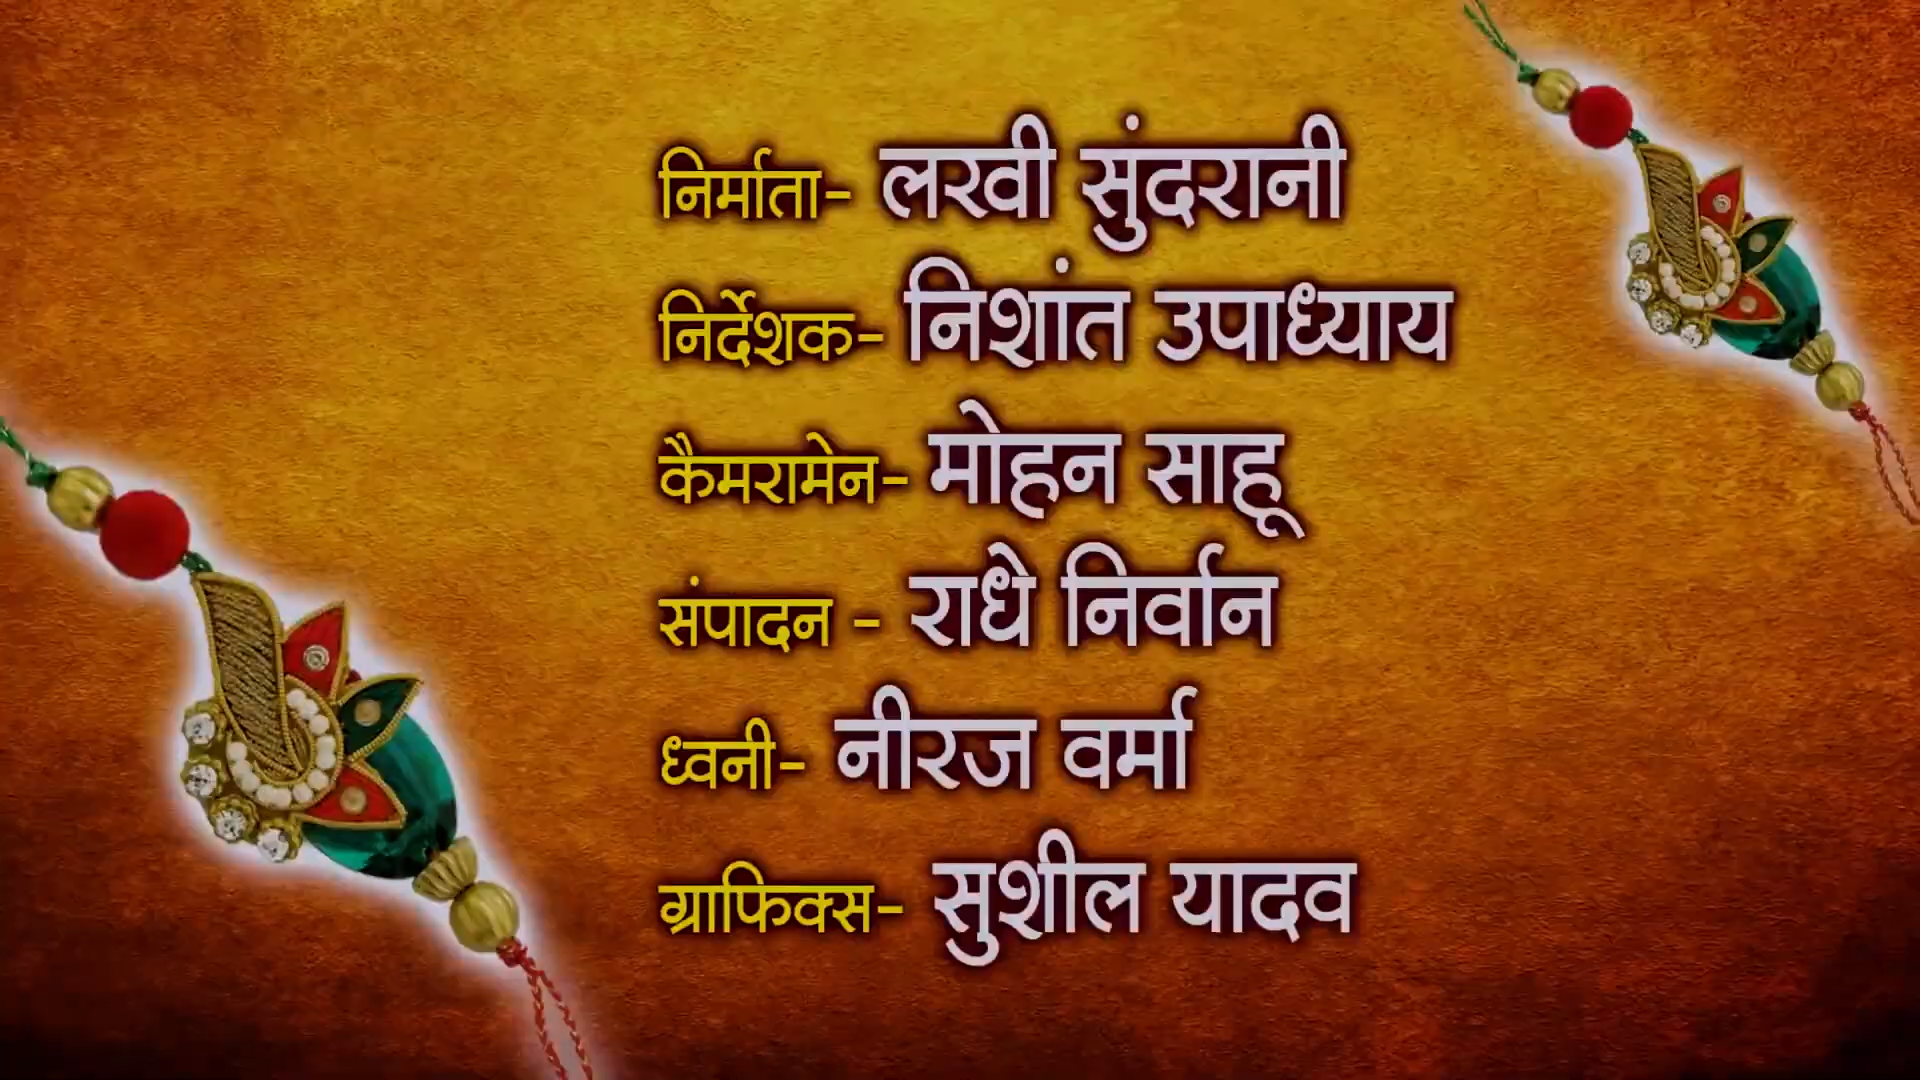 निर्माता- लखी सुंदरानी
निर्देशक- निशांत उपाध्याय
कैमरामेन- मोहन साहू
संपादन - राधे निर्वान
ध्वनी- नीरज वर्मा
ग्राफिक्स- सुशील यादव